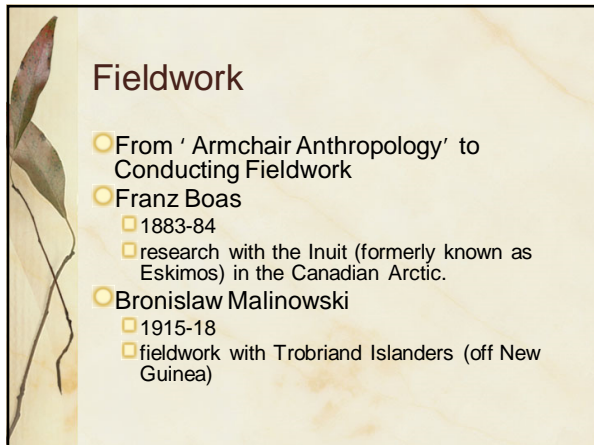 Fieldwork
From ‘ Armchair Anthropology’ to
Conducting Fieldwork
Franz Boas
1883-84
research with the Inuit (formerly known as
Eskimos) in the Canadian Arctic.
Bronislaw Malinowski
1915-18
fieldwork with Trobriand Islanders (off New
Guinea)